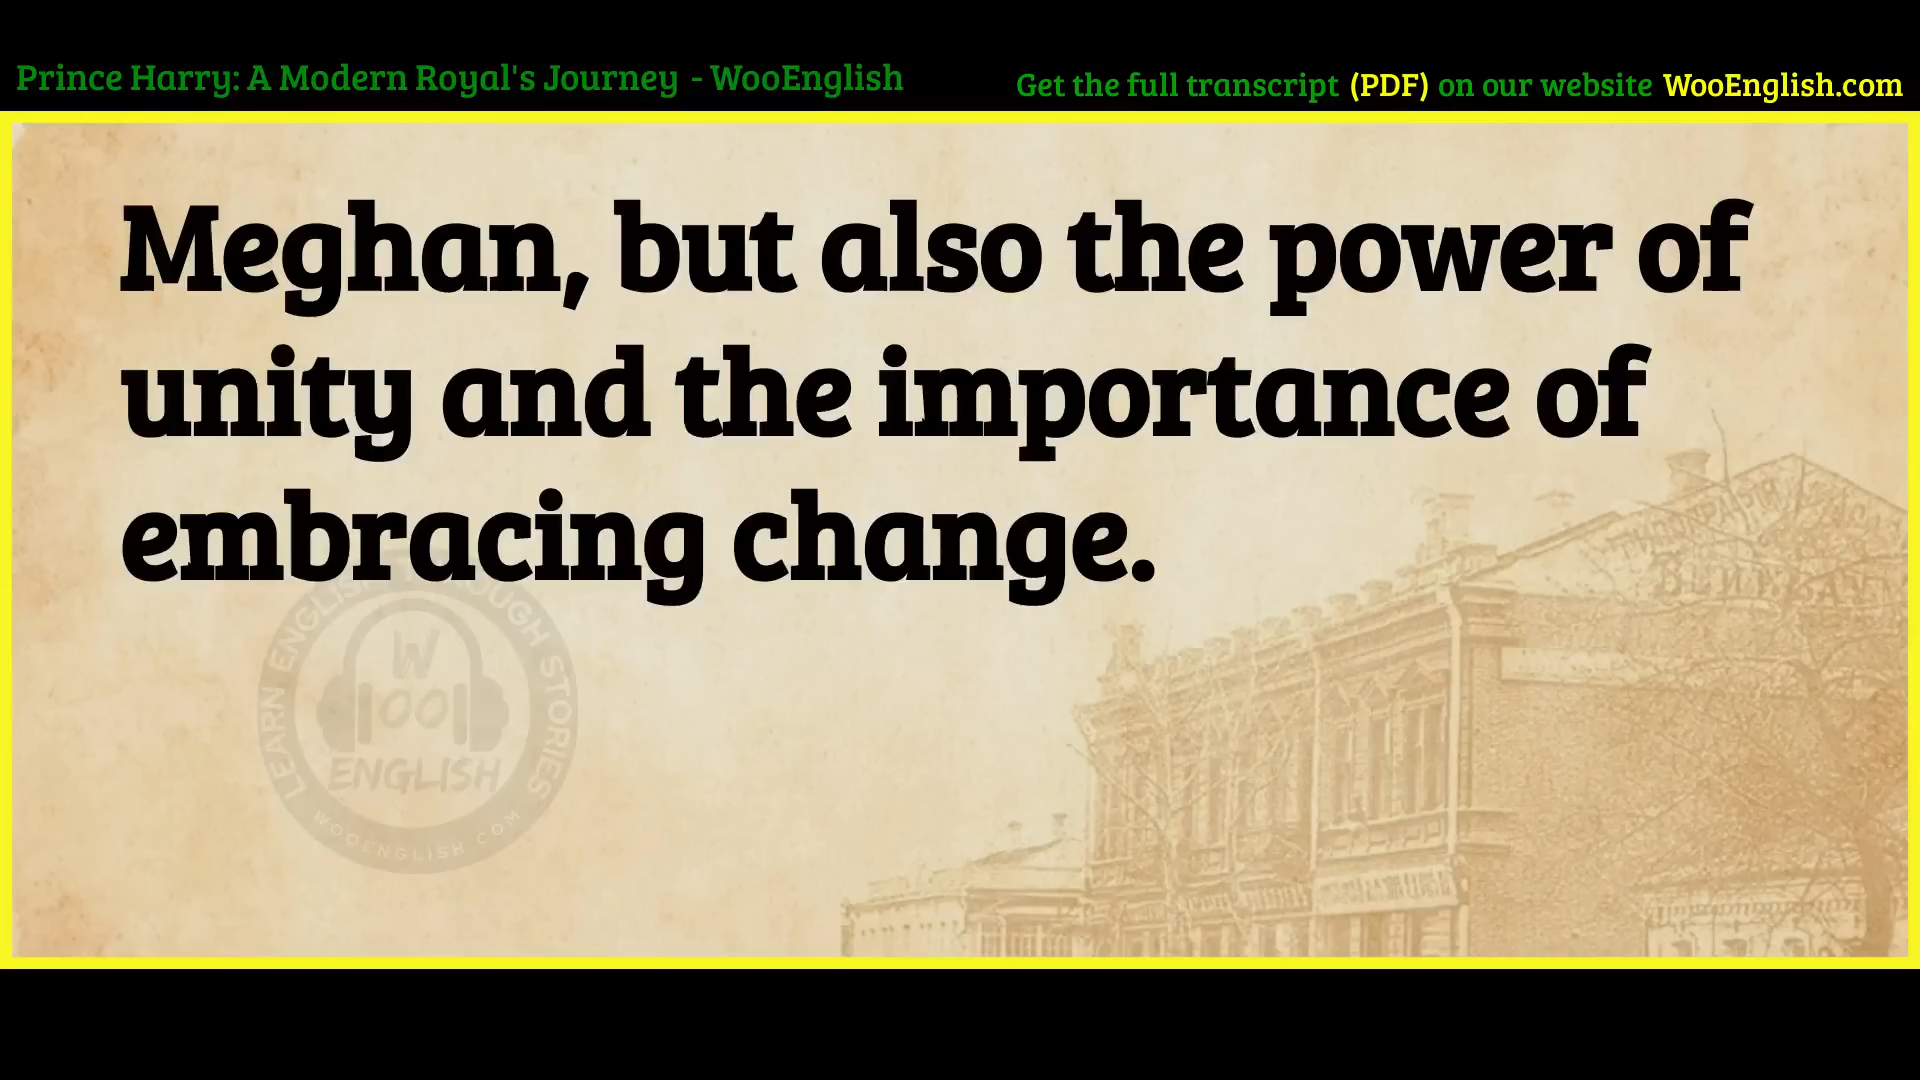 Prince Harry: A Modern Royal's Journey - WooEnglish
Get the full transcript (PDF) on our website WooEnglish.com
Meghan, but also the power of
unity and the importance of
embracing change.
LEARN ENGLISH THROUGH STORIES
W
OO
ENGLISH
WOOENGLISH.COM